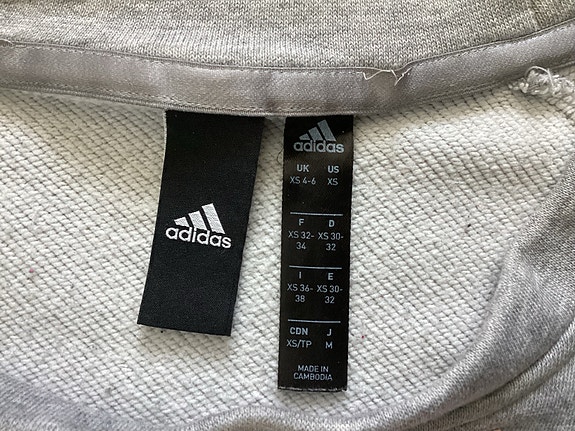 adidas
adidas
UK US
XS 4-6 XS
F D
XS 32- XS 30-
34 32
I E
XS 36- XS 30-
38 32
CDN J
XS/TP M
MADE IN
CAMBODIA